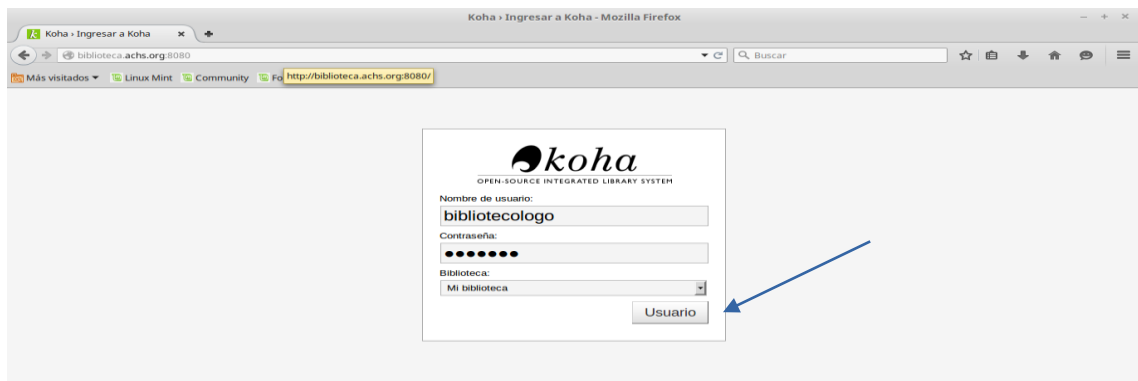 Koha › Ingresar a Koha - Mozilla Firefox
Koha › Ingresar a Koha
biblioteca.achs.org:8080
Buscar
Más visitados
Linux Mint
Community
Fo
http://biblioteca.achs.org:8080/
koha
OPEN-SOURCE INTEGRATED LIBRARY SYSTEM
Nombre de usuario:
bibliotecologo
Contraseña:
●●●●●●●
Biblioteca:
Mi biblioteca
Usuario